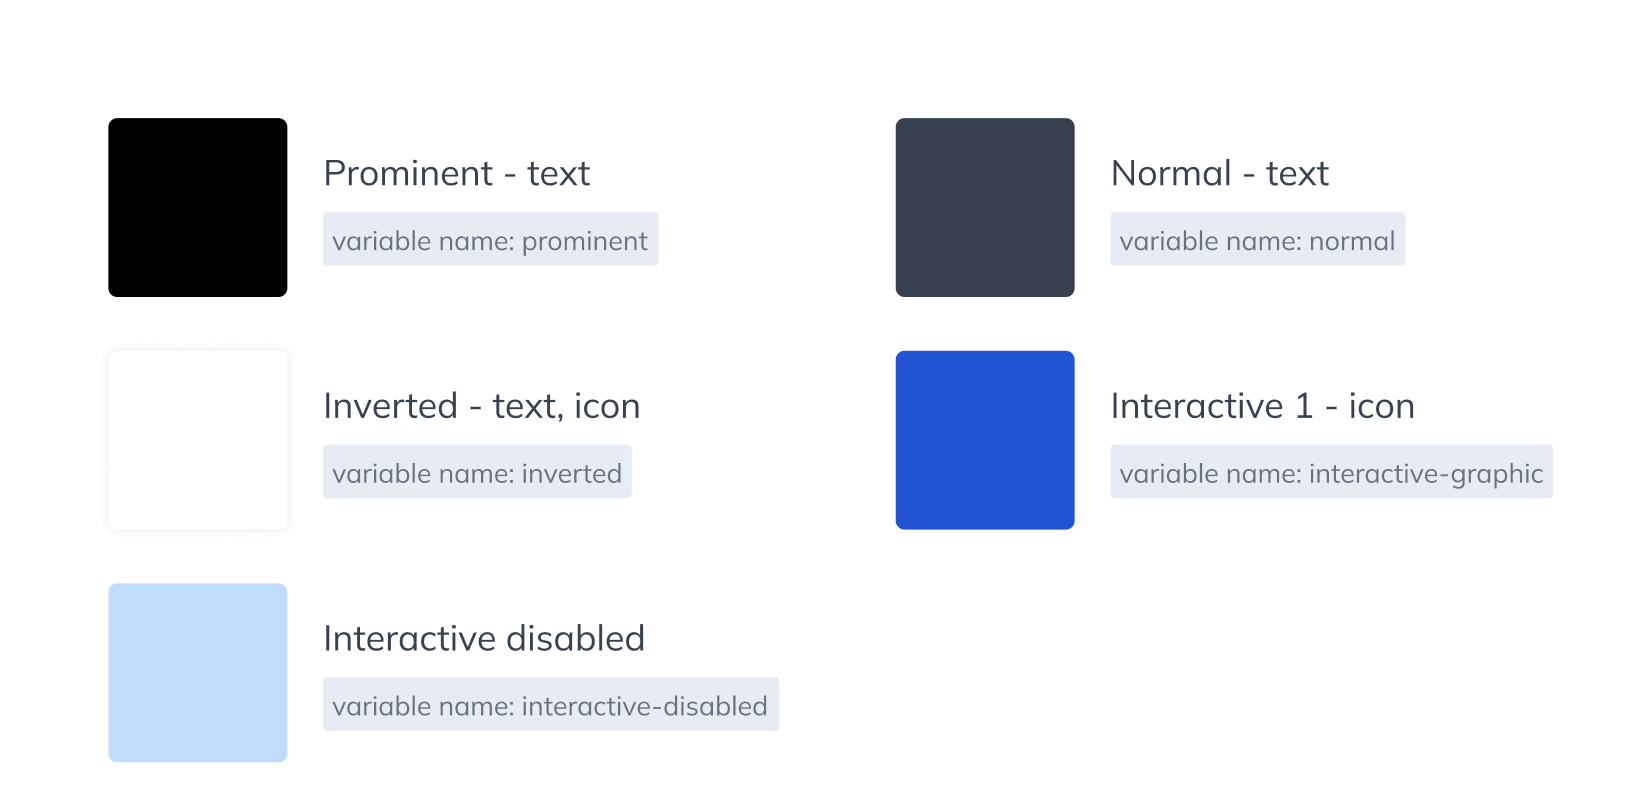 Prominent - text
variable name: prominent
Normal - text
variable name: normal
Inverted - text, icon
variable name: inverted
Interactive 1 - icon
variable name: interactive-graphic
Interactive disabled
variable name: interactive-disabled